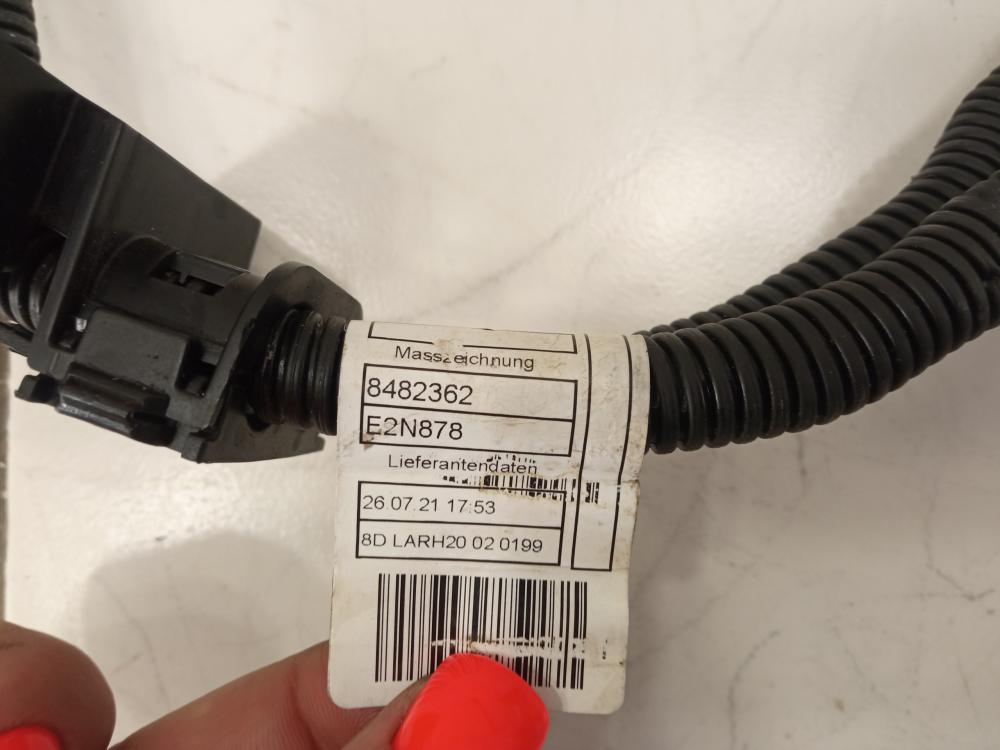 Masszeichnung
8482362
E2N878
Lieferantendaten
26.07.21 17:53
8D LARH20 02 0199